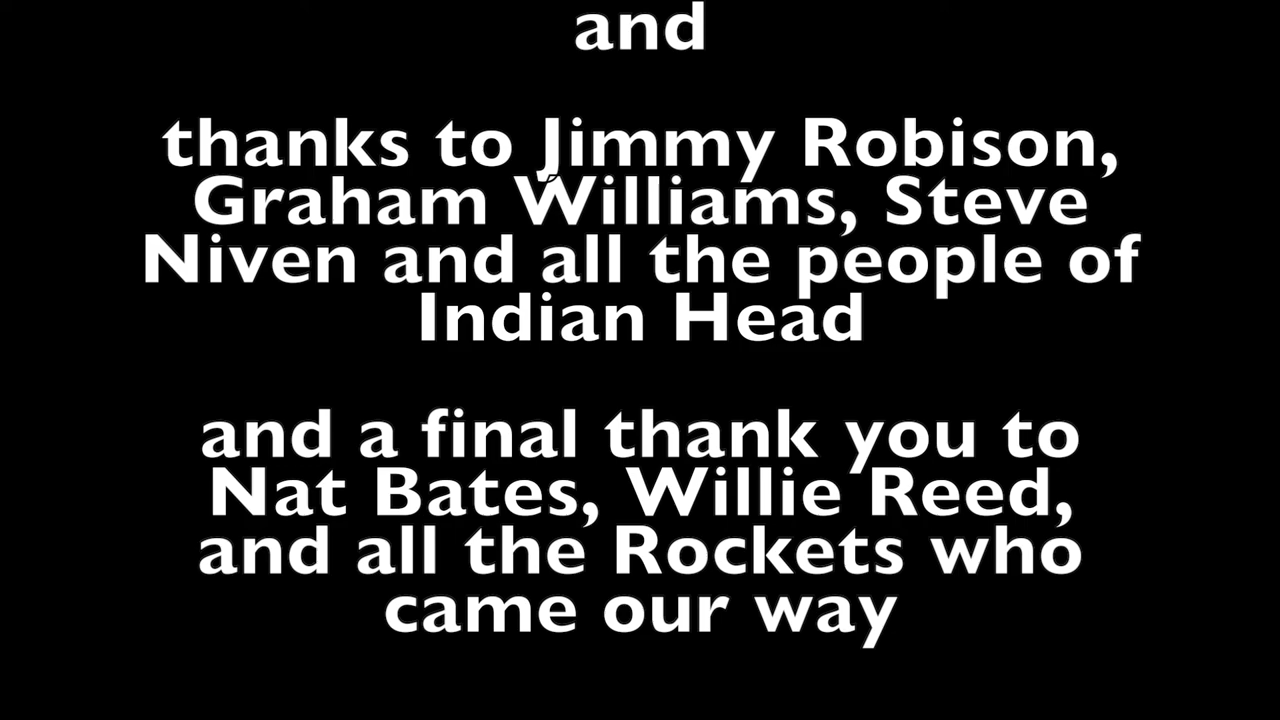 and
thanks to Jimmy Robison,
Graham Williams, Steve
Niven and all the people of
Indian Head
and a final thank you to
Nat Bates, Willie Reed,
and all the Rockets who
came our way